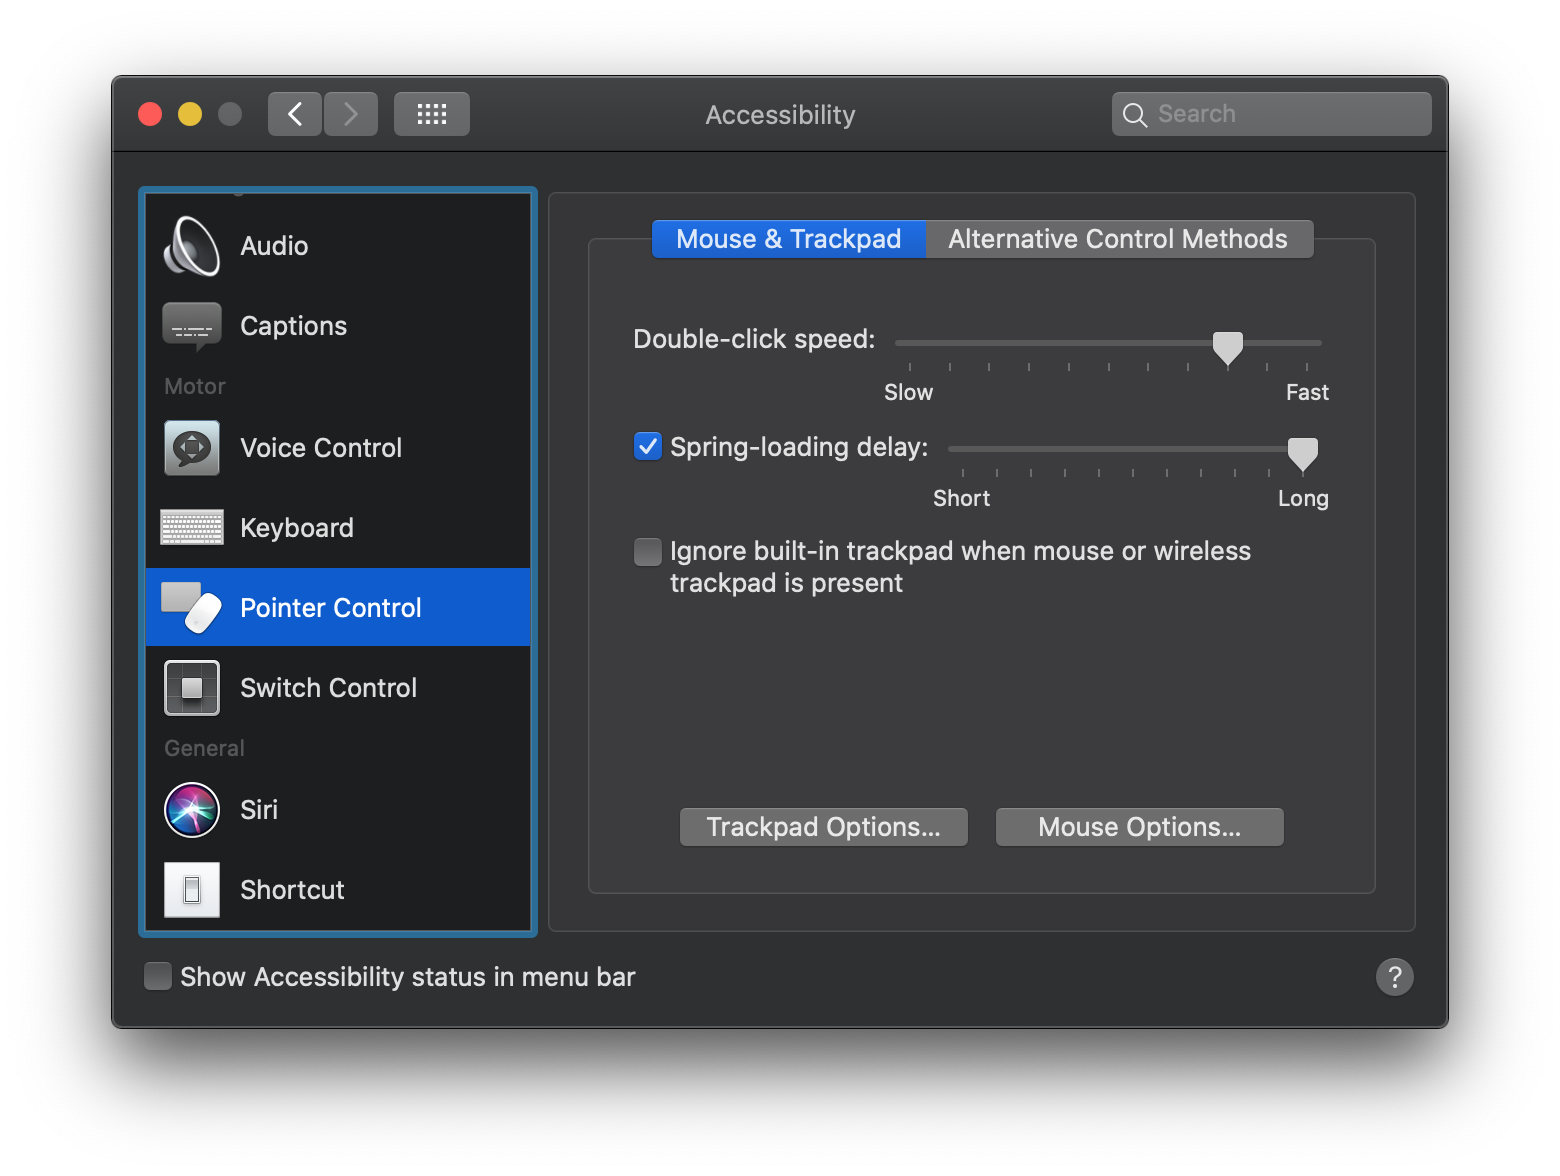 Accessibility
Search
Audio
Captions
Motor
Voice Control
Keyboard
Pointer Control
Switch Control
General
Siri
Shortcut
Mouse & Trackpad
Alternative Control Methods
Double-click speed:
Slow
Fast
Spring-loading delay:
Short
Long
Ignore built-in trackpad when mouse or wireless
trackpad is present
Trackpad Options...
Mouse Options...
Show Accessibility status in menu bar
?